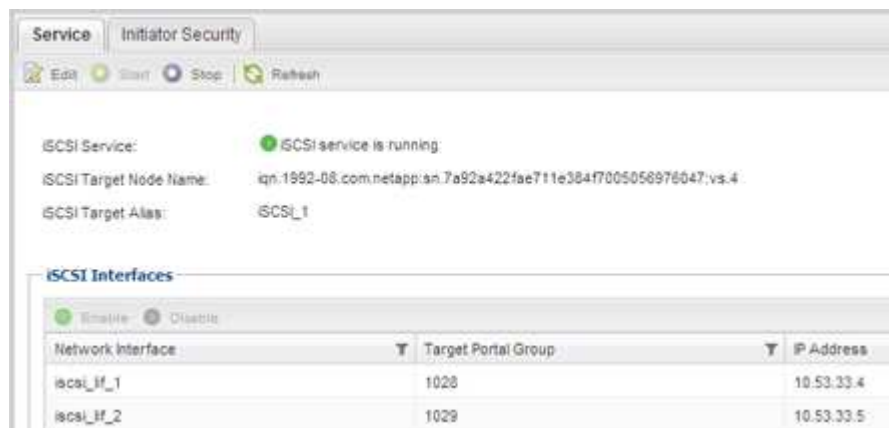 Service Initiator Security
Edit Start Stop Refresh
iSCSI Service: iSCSI service is running
iSCSI Target Node Name: iqn.1992-08.com.netapp:sn.7a92a422fae711e384f7005056976047:vs.4
iSCSI Target Alias: iSCSI_1
iSCSI Interfaces
Enable Disable
Network Interface Target Portal Group IP Address
iscsi_lif_1 1028 10.53.33.4
iscsi_lif_2 1029 10.53.33.5